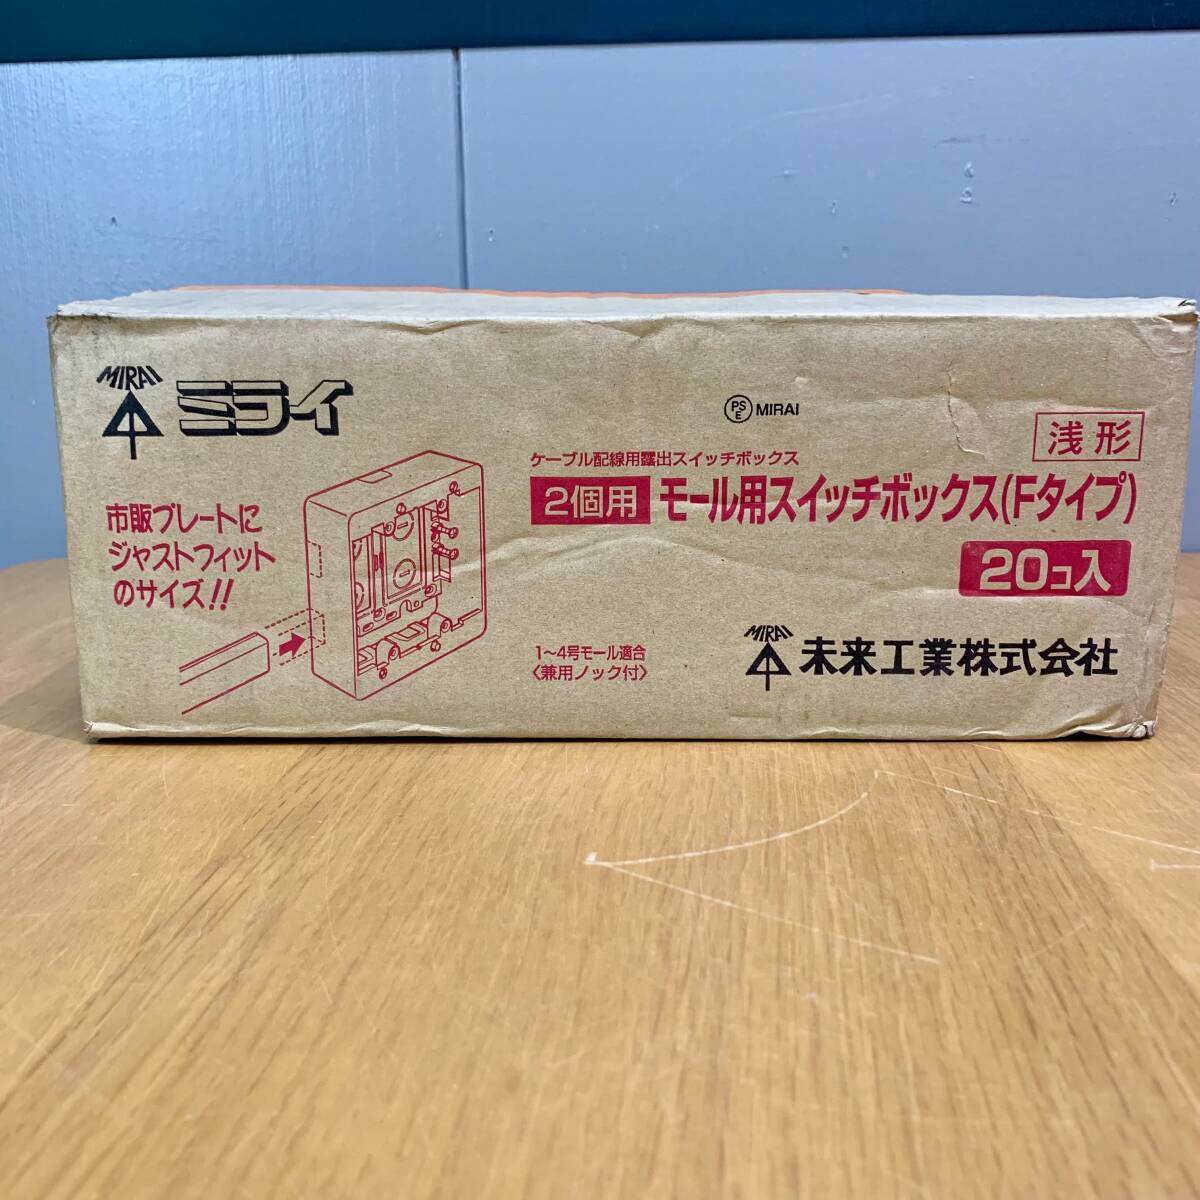 MIRAI
ミライ
PSE MIRAI
浅形
ケーブル配線用露出スイッチボックス
2個用 モール用スイッチボックス(Fタイプ)
20コ入
市販プレートに
ジャストフィット
のサイズ!!
1〜4号モール適合
〈兼用ノック付〉
MIRAI 未来工業株式会社